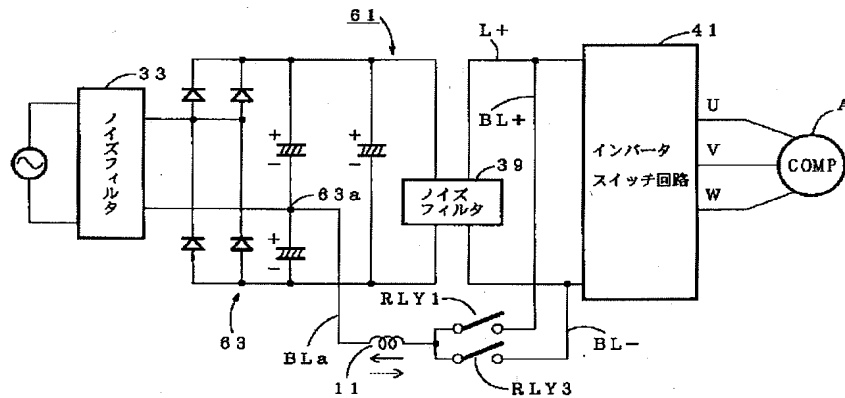 61
33
ノイズフィルタ
L+
41
BL+
U
A
V
COMP
W
インバータ
スイッチ回路
39
ノイズ
フィルタ
63a
+
-
+
-
+
-
RLY1
63
BLa
11
RLY3
BL-